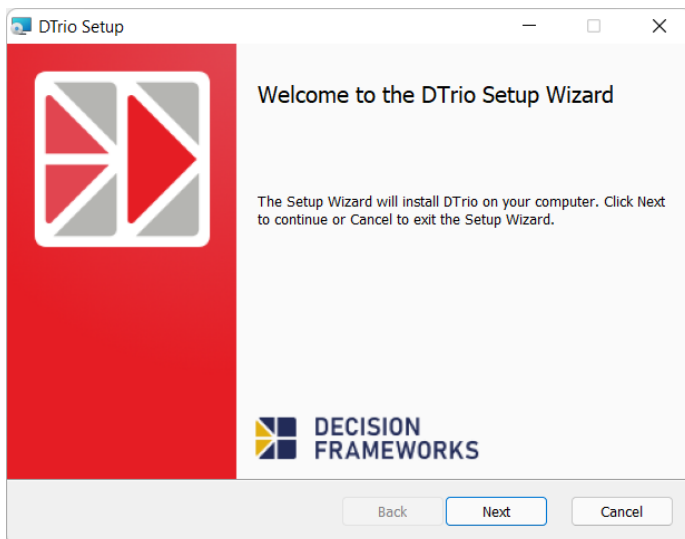 DTrio Setup
Welcome to the DTrio Setup Wizard
The Setup Wizard will install DTrio on your computer. Click Next
to continue or Cancel to exit the Setup Wizard.
DECISION
FRAMEWORKS
Back Next Cancel